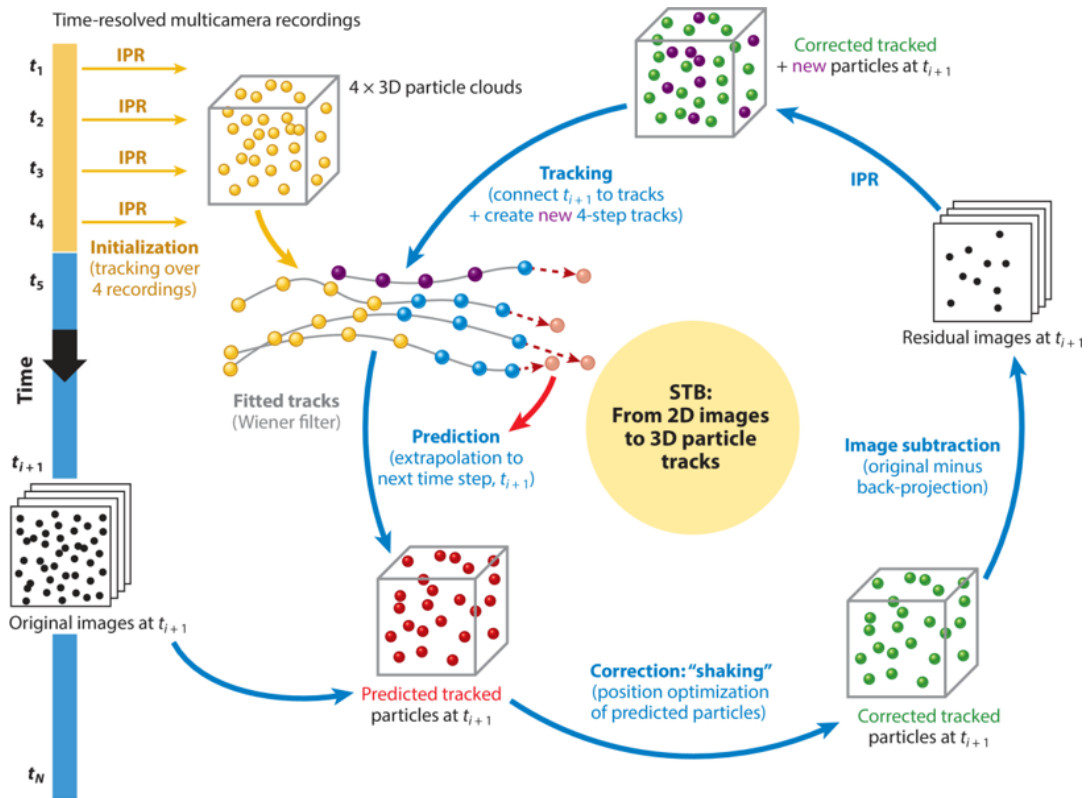 Time-resolved multicamera recordings
t₁
IPR
t₂
IPR
t₃
IPR
t₄
IPR
t₅
Time
tᵢ₊₁
t_N
4 × 3D particle clouds
Initialization
(tracking over
4 recordings)
Fitted tracks
(Wiener filter)
Prediction
(extrapolation to
next time step, tᵢ₊₁)
Original images at tᵢ₊₁
Predicted tracked
particles at tᵢ₊₁
Correction: “shaking”
(position optimization
of predicted particles)
Corrected tracked
particles at tᵢ₊₁
Image subtraction
(original minus
back-projection)
Residual images at tᵢ₊₁
IPR
Corrected tracked
+ new particles at tᵢ₊₁
Tracking
(connect tᵢ₊₁ to tracks
+ create new 4-step tracks)
STB:
From 2D images
to 3D particle
tracks